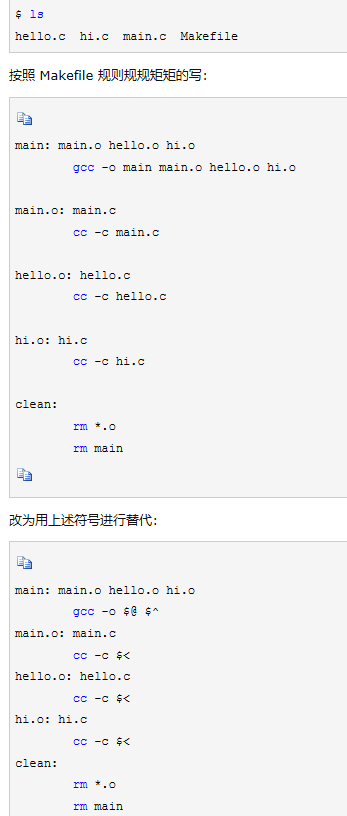 $ ls
hello.c  hi.c  main.c  Makefile
按照 Makefile 规则规规矩矩的写：
main: main.o hello.o hi.o
        gcc -o main main.o hello.o hi.o
main.o: main.c
        cc -c main.c
hello.o: hello.c
        cc -c hello.c
hi.o: hi.c
        cc -c hi.c
clean:
        rm *.o
        rm main
改为用上述符号进行替代：
main: main.o hello.o hi.o
        gcc -o $@ $^
main.o: main.c
        cc -c $<
hello.o: hello.c
        cc -c $<
hi.o: hi.c
        cc -c $<
clean:
        rm *.o
        rm main